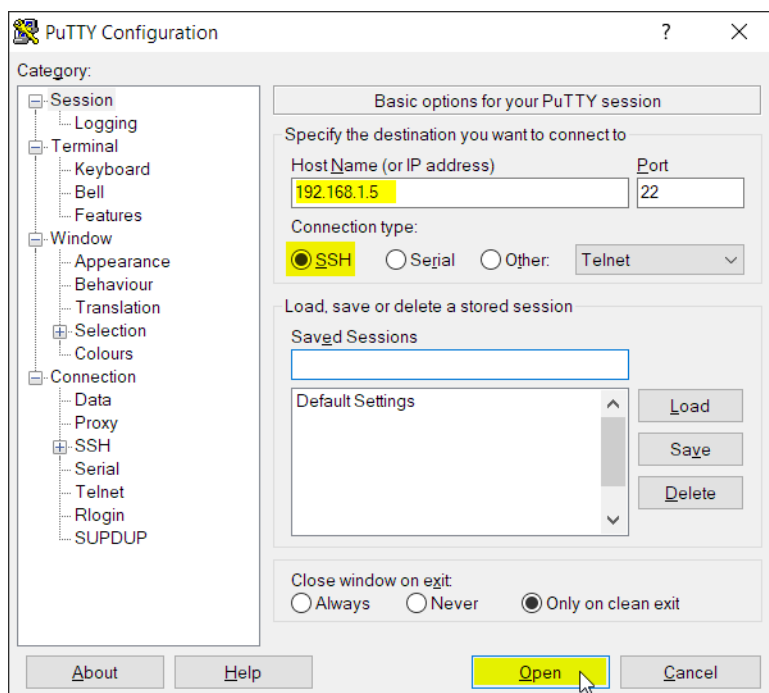 PuTTY Configuration
?
Category:
Session
Logging
Terminal
Keyboard
Bell
Features
Window
Appearance
Behaviour
Translation
Selection
Colours
Connection
Data
Proxy
SSH
Serial
Telnet
Rlogin
SUPDUP
Basic options for your PuTTY session
Specify the destination you want to connect to
Host Name (or IP address) Port
192.168.1.5 22
Connection type:
SSH Serial Other: Telnet
Load, save or delete a stored session
Saved Sessions
Default Settings
Load
Save
Delete
Close window on exit:
Always Never Only on clean exit
About Help Open Cancel